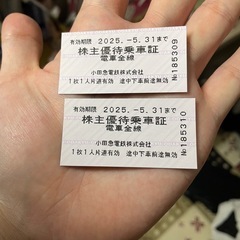 有効期限 2025.-5.31まで
株主優待乗車証
電車全線
小田急電鉄株式会社
1枚1人片道有効 途中下車前途無効
№185309
有効期限 2025.-5.31まで
株主優待乗車証
電車全線
小田急電鉄株式会社
1枚1人片道有効 途中下車前途無効
№185310